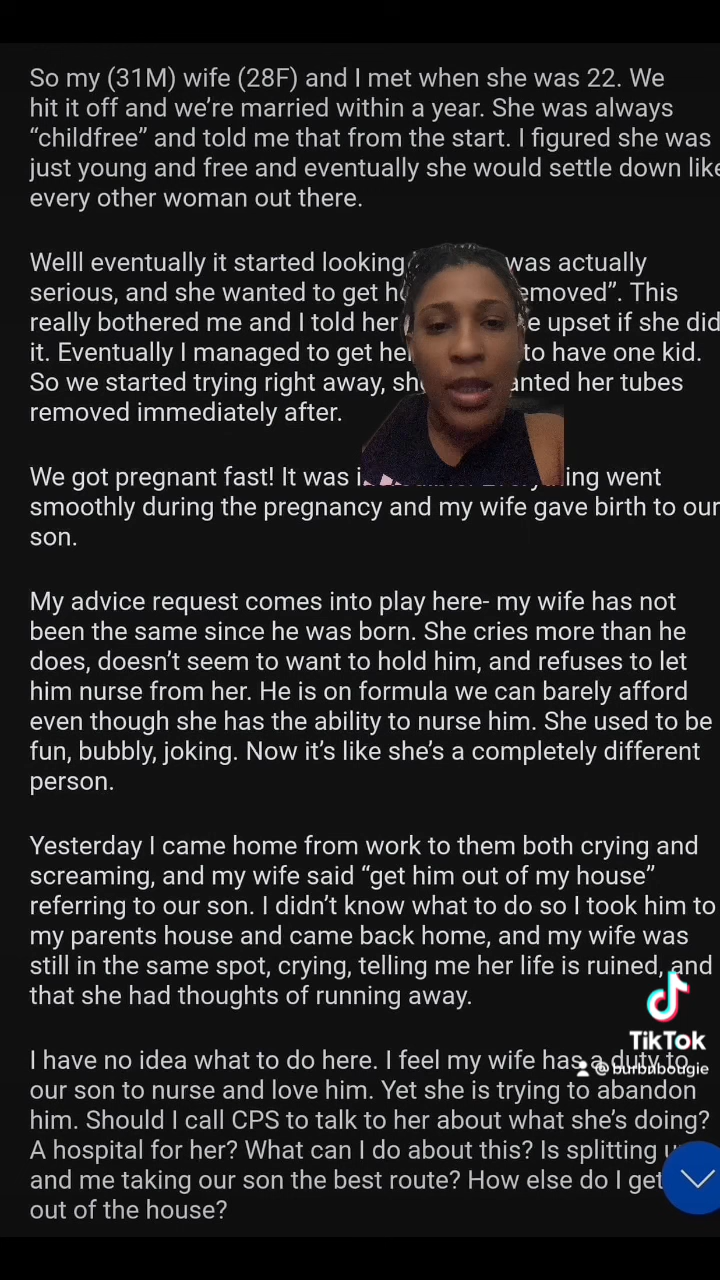 So my (31M) wife (28F) and I met when she was 22. We
hit it off and we’re married within a year. She was always
“childfree” and told me that from the start. I figured she was
just young and free and eventually she would settle down like
every other woman out there.
Welll eventually it started looking was actually
serious, and she wanted to get emoved”. This
really bothered me and I told her upset if she did
it. Eventually I managed to get to have one kid.
So we started trying right away, her tubes
removed immediately after.
We got pregnant fast! It was ing went
smoothly during the pregnancy and my wife gave birth to our
son.
My advice request comes into play here- my wife has not
been the same since he was born. She cries more than he
does, doesn’t seem to want to hold him, and refuses to let
him nurse from her. He is on formula we can barely afford
even though she has the ability to nurse him. She used to be
fun, bubbly, joking. Now it’s like she’s a completely different
person.
Yesterday I came home from work to them both crying and
screaming, and my wife said “get him out of my house”
referring to our son. I didn’t know what to do so I took him to
my parents house and came back home, and my wife was
still in the same spot, crying, telling me her life is ruined, and
that she had thoughts of running away.
TikTok
@burbnbougie
I have no idea what to do here. I feel my wife has a duty to
our son to nurse and love him. Yet she is trying to abandon
him. Should I call CPS to talk to her about what she’s doing?
A hospital for her? What can I do about this? Is splitting
and me taking our son the best route? How else do I get
out of the house?